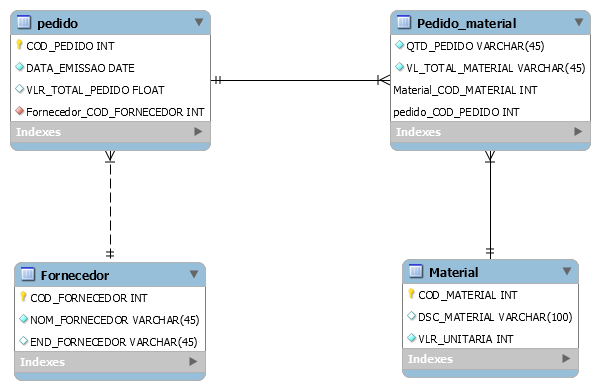 pedido
COD_PEDIDO INT
DATA_EMISSAO DATE
VLR_TOTAL_PEDIDO FLOAT
Fornecedor_COD_FORNECEDOR INT
Indexes
Pedido_material
QTD_PEDIDO VARCHAR(45)
VL_TOTAL_MATERIAL VARCHAR(45)
Material_COD_MATERIAL INT
pedido_COD_PEDIDO INT
Indexes
Fornecedor
COD_FORNECEDOR INT
NOM_FORNECEDOR VARCHAR(45)
END_FORNECEDOR VARCHAR(45)
Indexes
Material
COD_MATERIAL INT
DSC_MATERIAL VARCHAR(100)
VLR_UNITARIA INT
Indexes